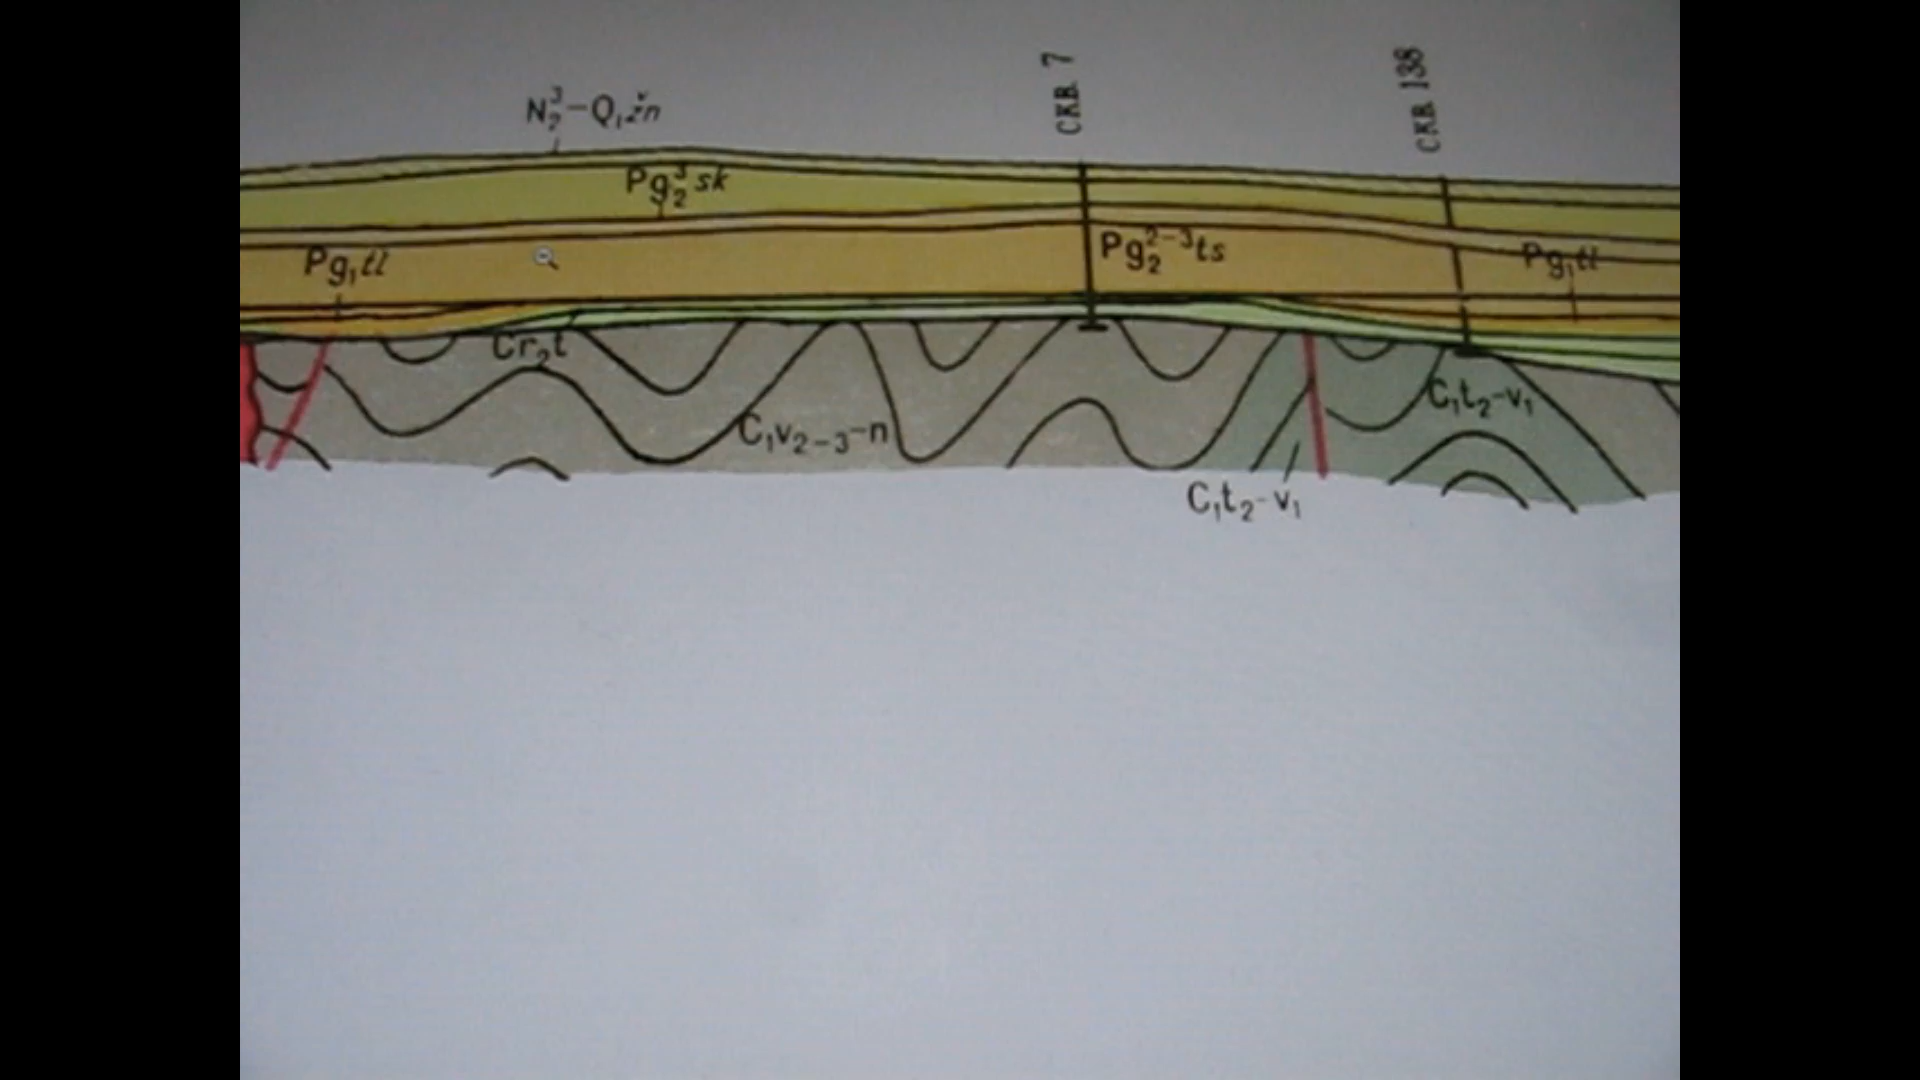 СКВ 7
СКВ 138
N₂³–Q₁žn
Pg₂³sk
Pg₁tl
Pg₂²⁻³ts
Pg₁tl
Cr₂t
C₁v₂₋₃–n
C₁t₂–v₁
C₁t₂–v₁